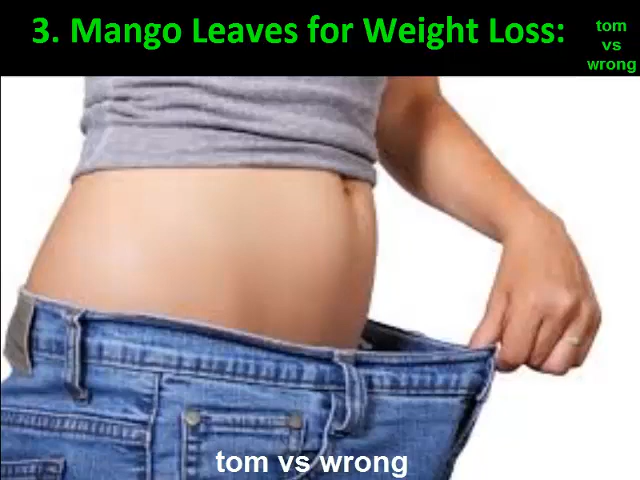 3. Mango Leaves for Weight Loss:
tom
vs
wrong
tom vs wrong